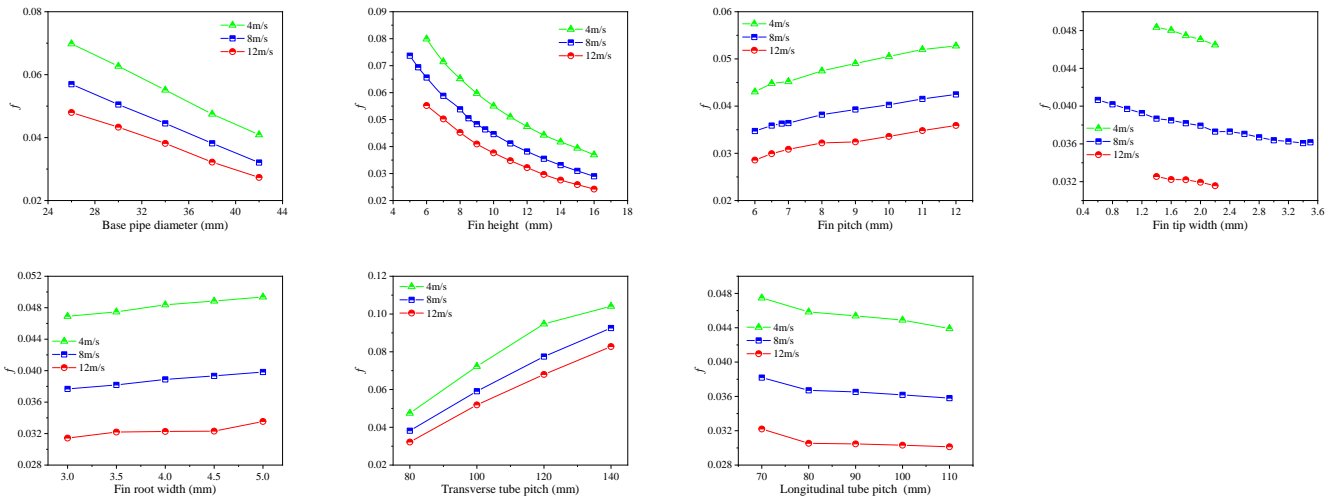 0.08
0.06
0.04
0.02
f
24 28 32 36 40 44
Base pipe diameter (mm)
4m/s
8m/s
12m/s
0.09
0.08
0.07
0.06
0.05
0.04
0.03
0.02
f
4 6 8 10 12 14 16 18
Fin height (mm)
4m/s
8m/s
12m/s
0.06
0.05
0.04
0.03
0.02
f
6 7 8 9 10 11 12
Fin pitch (mm)
4m/s
8m/s
12m/s
0.048
0.044
0.040
0.036
0.032
f
0.4 0.8 1.2 1.6 2.0 2.4 2.8 3.2 3.6
Fin tip width (mm)
4m/s
8m/s
12m/s
0.052
0.048
0.044
0.040
0.036
0.032
0.028
f
3.0 3.5 4.0 4.5 5.0
Fin root width (mm)
4m/s
8m/s
12m/s
0.12
0.10
0.08
0.06
0.04
0.02
f
80 100 120 140
Transverse tube pitch (mm)
4m/s
8m/s
12m/s
0.048
0.044
0.040
0.036
0.032
0.028
f
70 80 90 100 110
Longitudinal tube pitch (mm)
4m/s
8m/s
12m/s